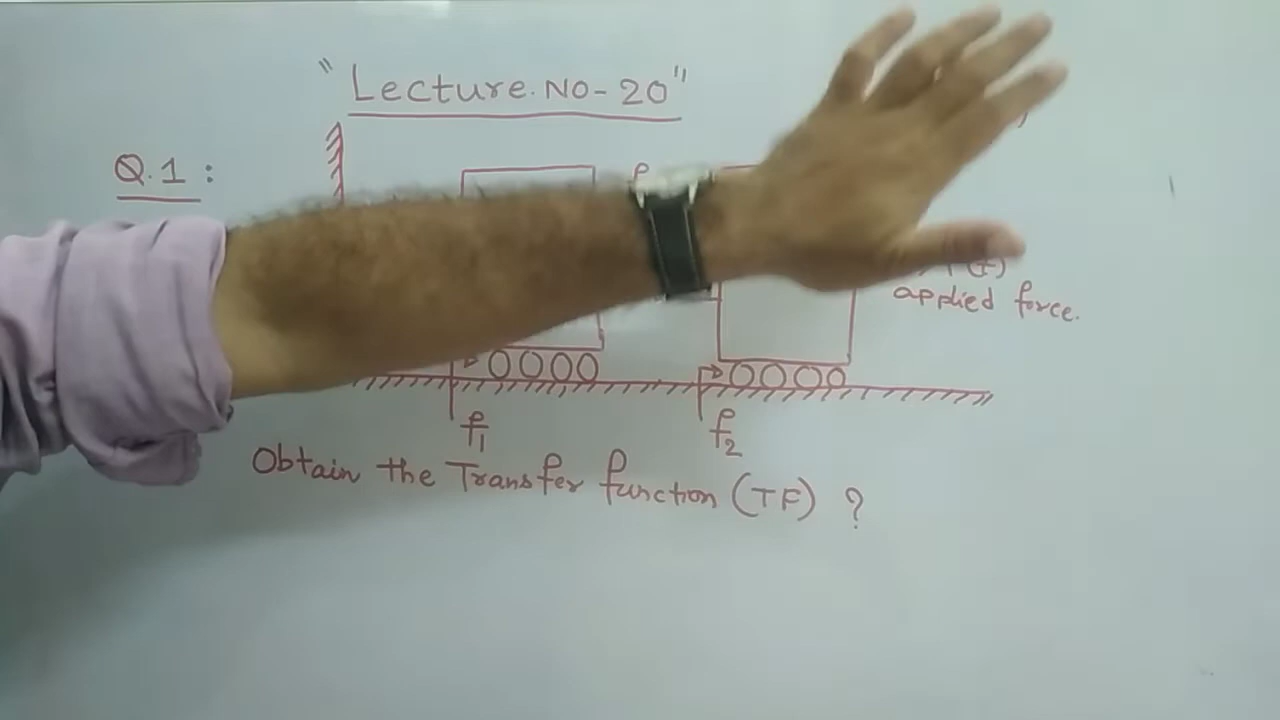 "Lecture. No- 20"
Q.1 :
f
(t)
applied force.
f1
f2
Obtain the Transfer function (TF) ?